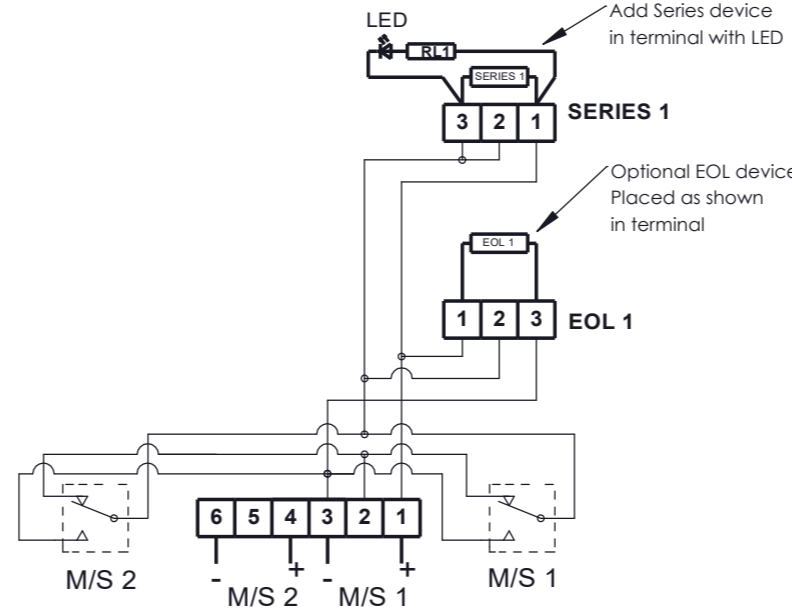 LED
Add Series device
in terminal with LED
RL1
SERIES 1
3 2 1
SERIES 1
Optional EOL device
Placed as shown
in terminal
EOL 1
1 2 3
EOL 1
6 5 4 3 2 1
- + - +
M/S 2
M/S 2
M/S 1
M/S 1